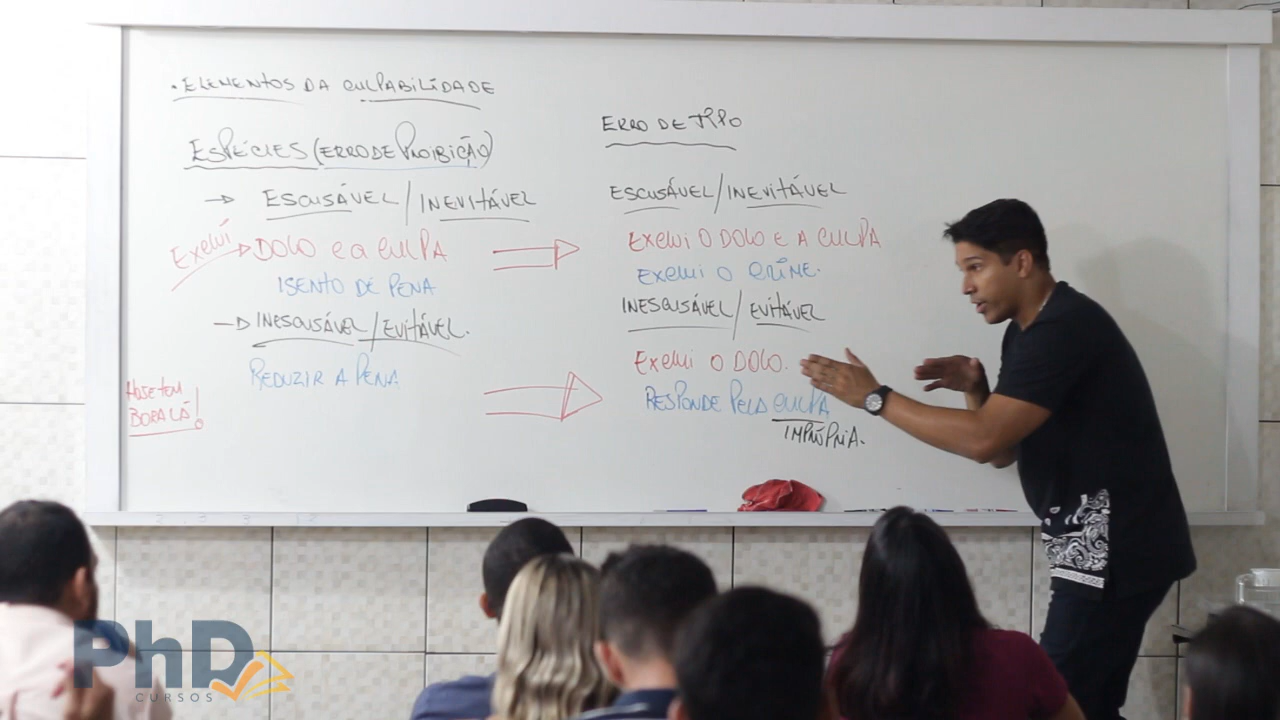 .ELEMENTOS DA CULPABILIDADE
ESPÉCIES (ERRO DE PROIBIÇÃO)
→ ESCUSÁVEL / INEVITÁVEL
EXCLUI → DOLO E A CULPA
ISENTO DE PENA
→ INESCUSÁVEL / EVITÁVEL.
REDUZIR A PENA
BORA LÁ!
ERRO DE TIPO
ESCUSÁVEL / INEVITÁVEL
EXCLUI O DOLO E A CULPA
EXCLUI O CRIME.
INESCUSÁVEL / EVITÁVEL
EXCLUI O DOLO.
RESPONDE PELA CULPA
IMPRÓPRIA.
PhD
CURSOS